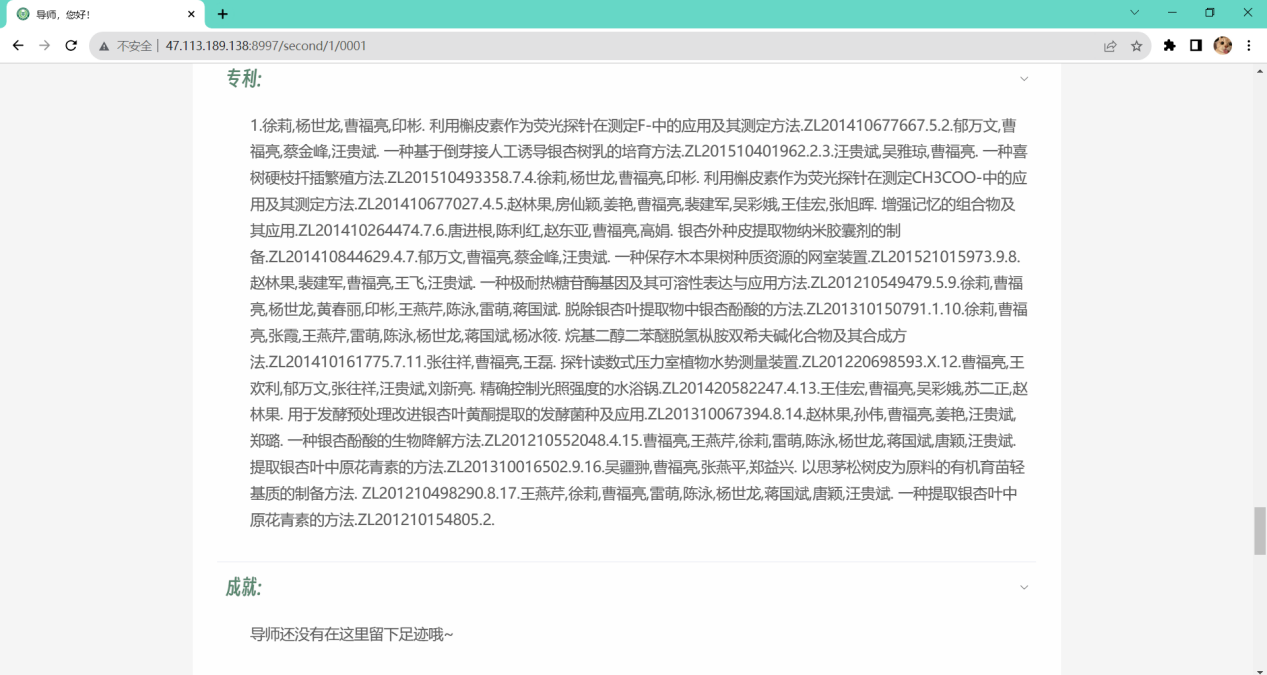 导师，您好！
不安全 | 47.113.189.138:8997/second/1/0001
专利:
1.徐莉,杨世龙,曹福亮,印彬. 利用槲皮素作为荧光探针在测定F-中的应用及其测定方法.ZL201410677667.5.2.郁万文,曹
福亮,蔡金峰,汪贵斌. 一种基于倒芽接人工诱导银杏树乳的培育方法.ZL201510401962.2.3.汪贵斌,吴雅琼,曹福亮. 一种喜
树硬枝扦插繁殖方法.ZL201510493358.7.4.徐莉,杨世龙,曹福亮,印彬. 利用槲皮素作为荧光探针在测定CH3COO-中的应
用及其测定方法.ZL201410677027.4.5.赵林果,房仙颖,姜艳,曹福亮,裴建军,吴彩娥,王佳宏,张旭晖. 增强记忆的组合物及
其应用.ZL201410264474.7.6.唐进根,陈利红,赵东亚,曹福亮,高娟. 银杏外种皮提取物纳米胶囊剂的制
备.ZL201410844629.4.7.郁万文,曹福亮,蔡金峰,汪贵斌. 一种保存木本果树种质资源的网室装置.ZL201521015973.9.8.
赵林果,裴建军,曹福亮,王飞,汪贵斌. 一种极耐热糖苷酶基因及其可溶性表达与应用方法.ZL201210549479.5.9.徐莉,曹福
亮,杨世龙,黄春丽,印彬,王燕芹,陈泳,雷萌,蒋国斌. 脱除银杏叶提取物中银杏酚酸的方法.ZL201310150791.1.10.徐莉,曹福
亮,张霞,王燕芹,雷萌,陈泳,杨世龙,蒋国斌,杨冰筱. 烷基二醇二苯醚脱氢枞胺双希夫碱化合物及其合成方
法.ZL201410161775.7.11.张往祥,曹福亮,王磊. 探针读数式压力室植物水势测量装置.ZL201220698593.X.12.曹福亮,王
欢利,郁万文,张往祥,汪贵斌,刘新亮. 精确控制光照强度的水浴锅.ZL201420582247.4.13.王佳宏,曹福亮,吴彩娥,苏二正,赵
林果. 用于发酵预处理改进银杏叶黄酮提取的发酵菌种及应用.ZL201310067394.8.14.赵林果,孙伟,曹福亮,姜艳,汪贵斌,
郑璐. 一种银杏酚酸的生物降解方法.ZL201210552048.4.15.曹福亮,王燕芹,徐莉,雷萌,陈泳,杨世龙,蒋国斌,唐颖,汪贵斌.
提取银杏叶中原花青素的方法.ZL201310016502.9.16.吴疆翀,曹福亮,张燕平,郑益兴. 以思茅松树皮为原料的有机育苗轻
基质的制备方法. ZL201210498290.8.17.王燕芹,徐莉,曹福亮,雷萌,陈泳,杨世龙,蒋国斌,唐颖,汪贵斌. 一种提取银杏叶中
原花青素的方法.ZL201210154805.2.
成就:
导师还没有在这里留下足迹哦~